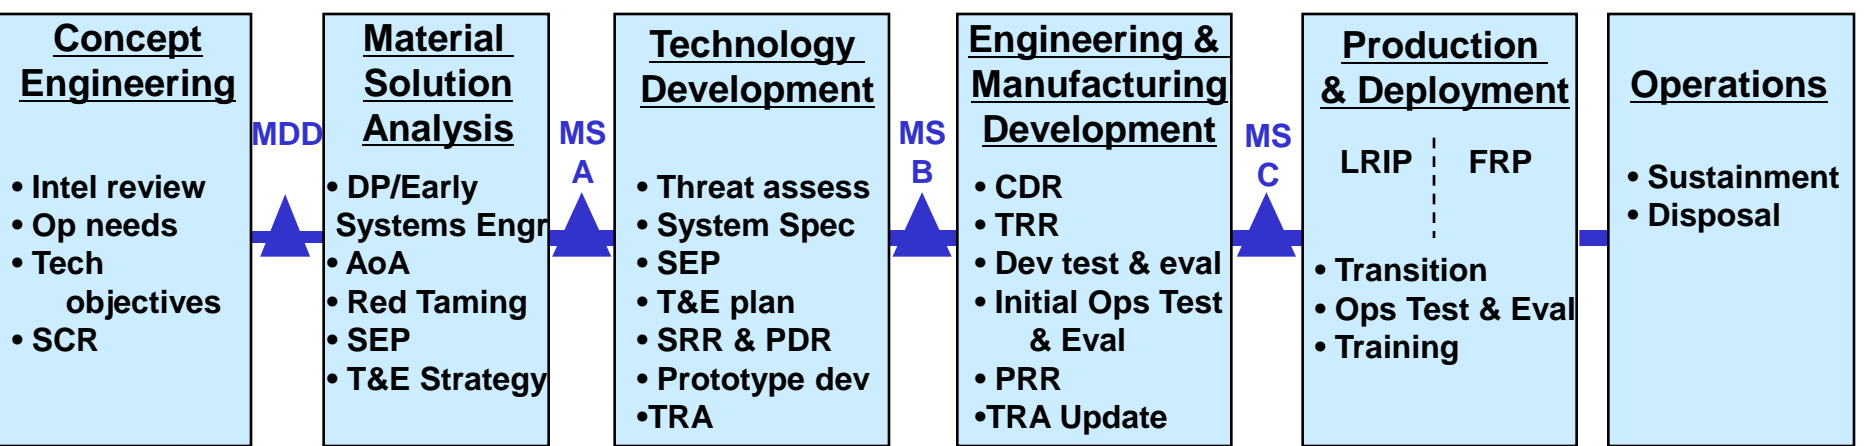 Concept
Engineering
• Intel review
• Op needs
• Tech
objectives
• SCR
MDD
Material
Solution
Analysis
• DP/Early
Systems Engr
• AoA
• Red Taming
• SEP
• T&E Strategy
MS
A
Technology
Development
• Threat assess
• System Spec
• SEP
• T&E plan
• SRR & PDR
• Prototype dev
•TRA
MS
B
Engineering &
Manufacturing
Development
• CDR
• TRR
• Dev test & eval
• Initial Ops Test
& Eval
• PRR
•TRA Update
MS
C
Production
& Deployment
LRIP FRP
• Transition
• Ops Test & Eval
• Training
Operations
• Sustainment
• Disposal